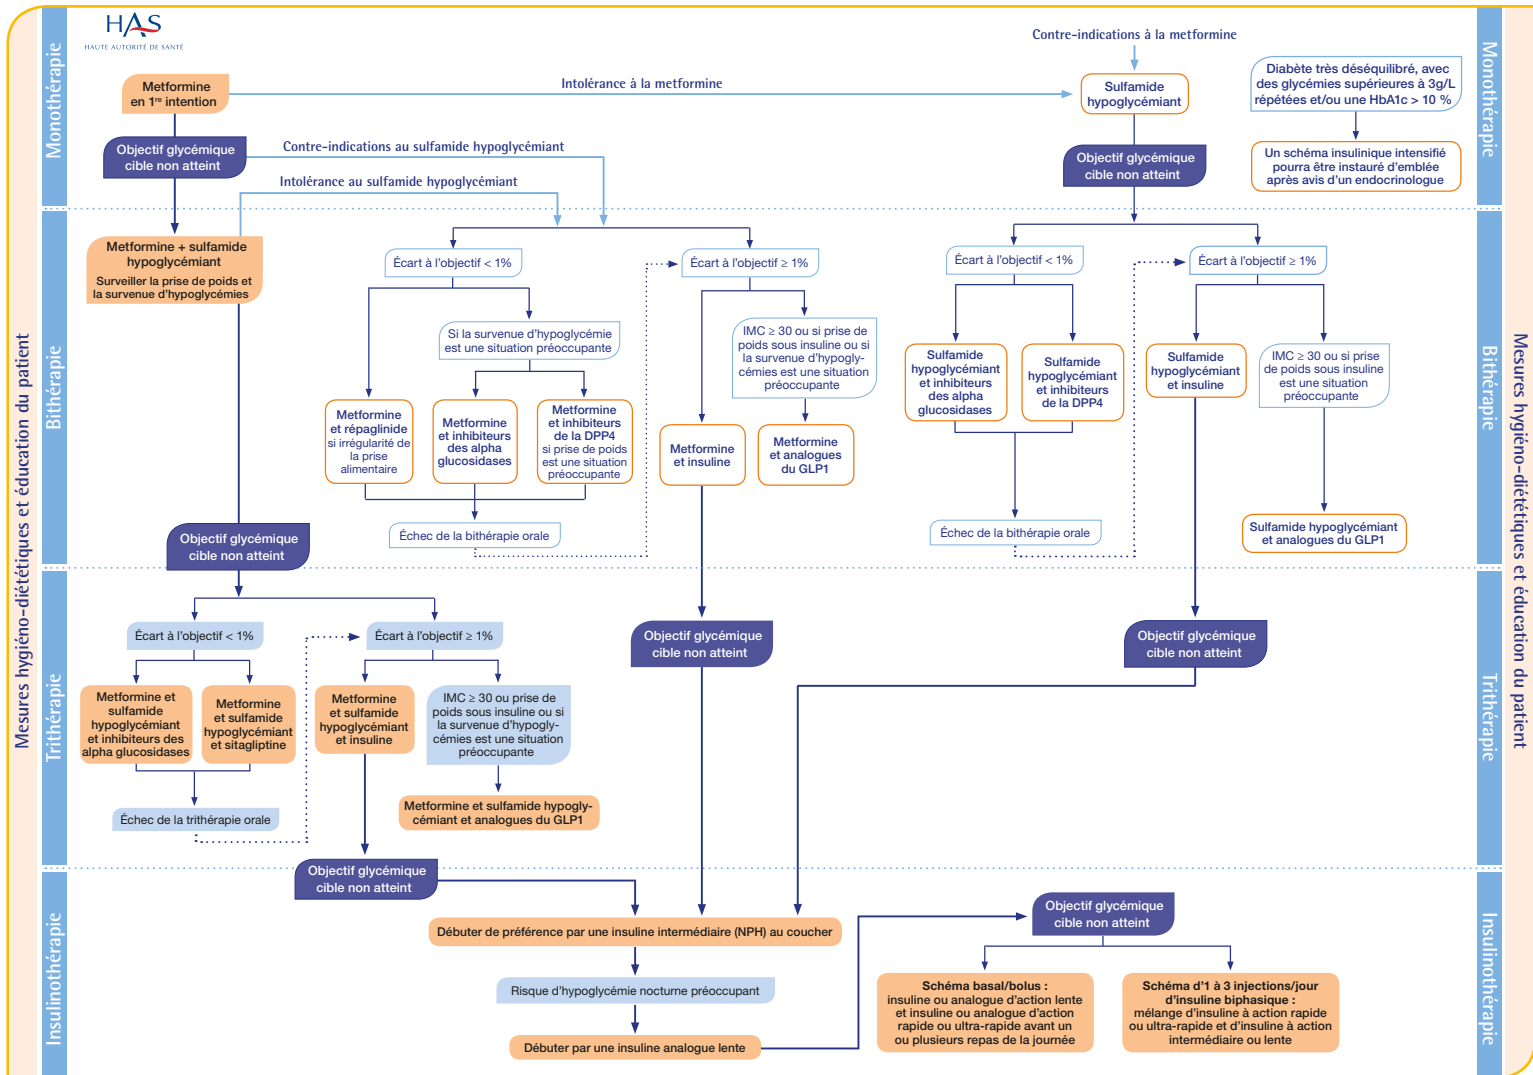 HAS
HAUTE AUTORITÉ DE SANTÉ
Mesures hygiéno-diététiques et éducation du patient
Monothérapie
Metformine
en 1re intention
Intolérance à la metformine
Contre-indications à la metformine
Sulfamide
hypoglycémiant
Diabète très déséquilibré, avec
des glycémies supérieures à 3g/L
répétées et/ou une HbA1c > 10 %
Objectif glycémique
cible non atteint
Contre-indications au sulfamide hypoglycémiant
Intolérance au sulfamide hypoglycémiant
Objectif glycémique
cible non atteint
Un schéma insulinique intensifié
pourra être instauré d'emblée
après avis d'un endocrinologue
Monothérapie
Bithérapie
Metformine + sulfamide
hypoglycémiant
Surveiller la prise de poids et
la survenue d'hypoglycémies
Écart à l'objectif < 1%
Écart à l'objectif ≥ 1%
Écart à l'objectif < 1%
Écart à l'objectif ≥ 1%
Si la survenue d'hypoglycémie
est une situation préoccupante
IMC ≥ 30 ou si prise de
poids sous insuline ou si
la survenue d'hypogly-
cémies est une situation
préoccupante
Sulfamide
hypoglycémiant
et inhibiteurs
des alpha
glucosidases
Sulfamide
hypoglycémiant
et inhibiteurs
de la DPP4
Sulfamide
hypoglycémiant
et insuline
IMC ≥ 30 ou si prise
de poids sous insuline
est une situation
préoccupante
Metformine
et répaglinide
si irrégularité de
la prise
alimentaire
Metformine
et inhibiteurs
des alpha
glucosidases
Metformine
et inhibiteurs
de la DPP4
si prise de poids
est une situation
préoccupante
Metformine
et insuline
Metformine
et analogues
du GLP1
Objectif glycémique
cible non atteint
Échec de la bithérapie orale
Échec de la bithérapie orale
Sulfamide hypoglycémiant
et analogues du GLP1
Bithérapie
Trithérapie
Écart à l'objectif < 1%
Écart à l'objectif ≥ 1%
Objectif glycémique
cible non atteint
Objectif glycémique
cible non atteint
Metformine et
sulfamide
hypoglycémiant
et inhibiteurs des
alpha glucosidases
Metformine
et sulfamide
hypoglycémiant
et sitagliptine
Metformine
et sulfamide
hypoglycémiant
et insuline
IMC ≥ 30 ou prise de
poids sous insuline ou si
la survenue d'hypogly-
cémies est une situation
préoccupante
Échec de la trithérapie orale
Metformine et sulfamide hypogly-
cémiant et analogues du GLP1
Trithérapie
Insulinothérapie
Objectif glycémique
cible non atteint
Débuter de préférence par une insuline intermédiaire (NPH) au coucher
Risque d'hypoglycémie nocturne préoccupant
Débuter par une insuline analogue lente
Objectif glycémique
cible non atteint
Schéma basal/bolus :
insuline ou analogue d'action lente
et insuline ou analogue d'action
rapide ou ultra-rapide avant un
ou plusieurs repas de la journée
Schéma d'1 à 3 injections/jour
d'insuline biphasique :
mélange d'insuline à action rapide
ou ultra-rapide et d'insuline à action
intermédiaire ou lente
Insulinothérapie
Mesures hygiéno-diététiques et éducation du patient